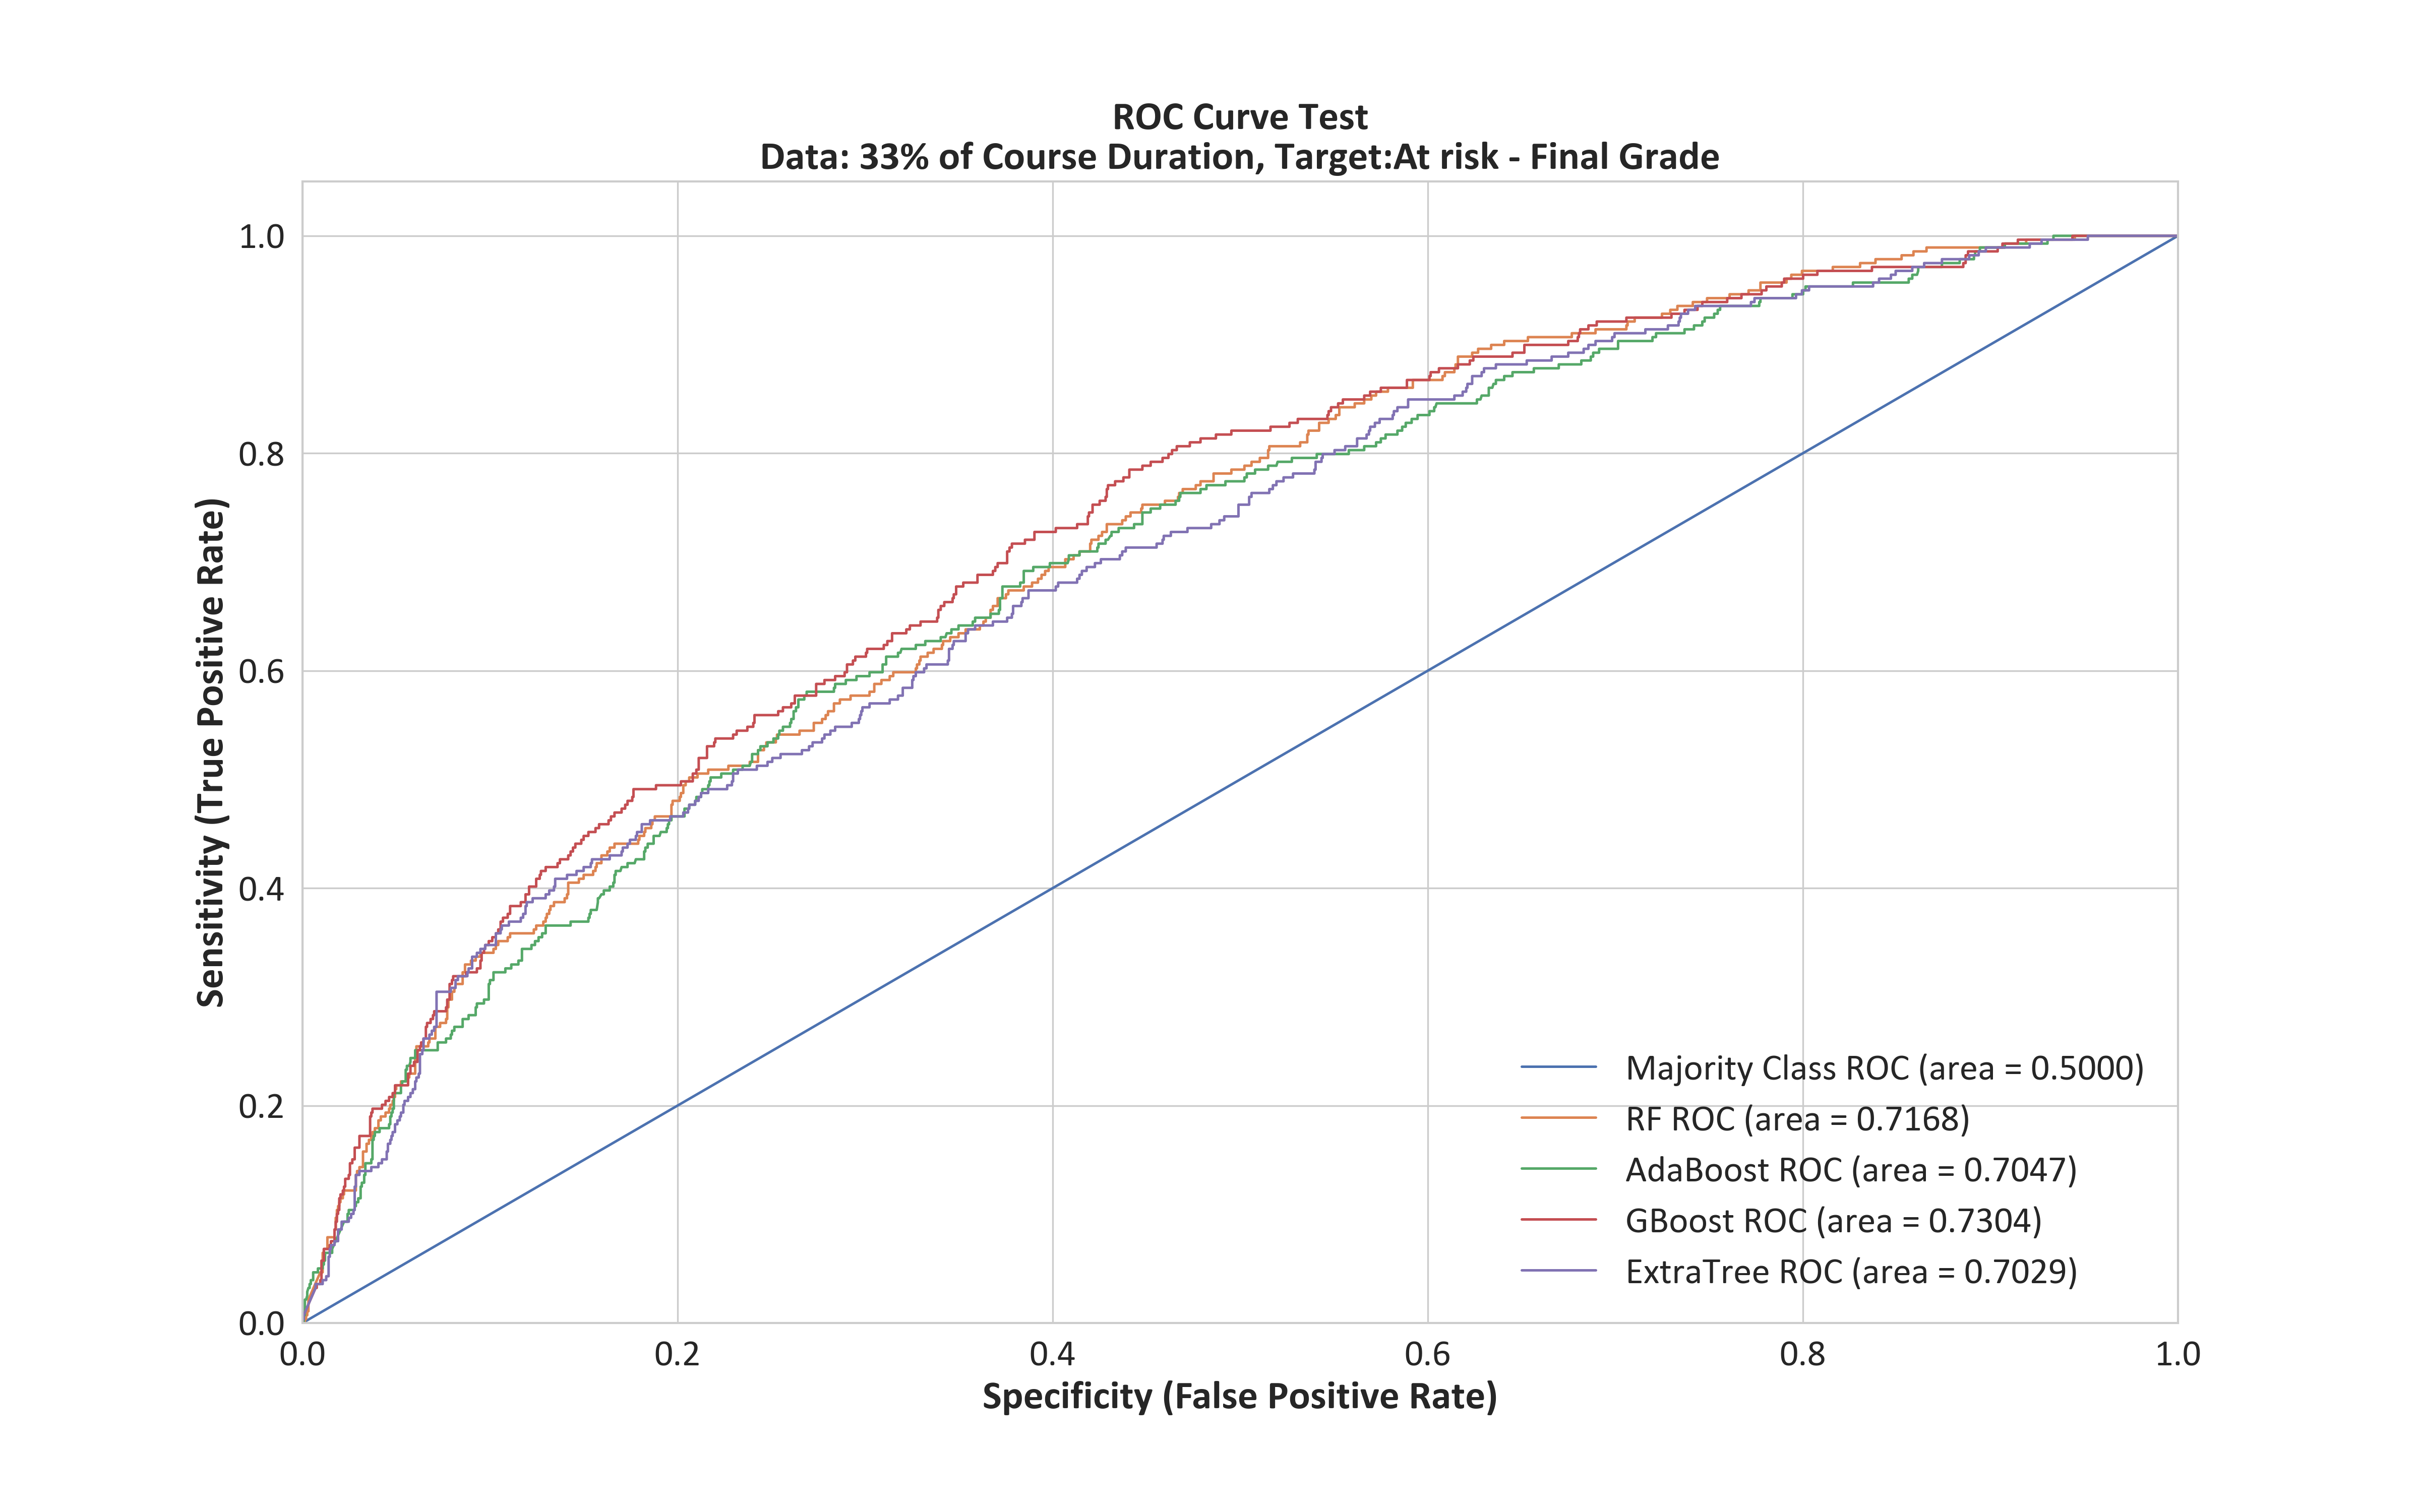 ROC Curve Test
Data: 33% of Course Duration, Target:At risk - Final Grade
Sensitivity (True Positive Rate)
1.0
0.8
0.6
0.4
0.2
0.0
Majority Class ROC (area = 0.5000)
RF ROC (area = 0.7168)
AdaBoost ROC (area = 0.7047)
GBoost ROC (area = 0.7304)
ExtraTree ROC (area = 0.7029)
0.0 0.2 0.4 0.6 0.8 1.0
Specificity (False Positive Rate)